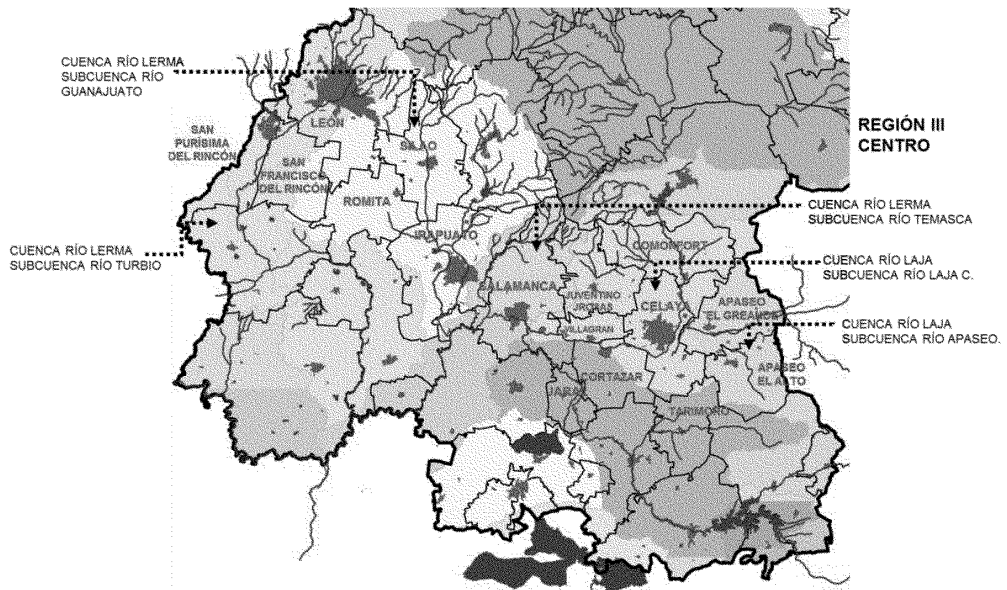 CUENCA RÍO LERMA
SUBCUENCA RÍO
GUANAJUATO
LEÓN
SAN
PURÍSIMA
DEL RINCÓN
SILAO
REGIÓN III
CENTRO
SAN
FRANCISCO
DEL RINCÓN
ROMITA
CUENCA RÍO LERMA
SUBCUENCA RÍO TEMASCA
IRAPUATO
COMONFORT
CUENCA RÍO LERMA
SUBCUENCA RÍO TURBIO
CUENCA RÍO LAJA
SUBCUENCA RÍO LAJA C.
SALAMANCA
JUVENTINO
CELAYA
APASEO
EL GREANDE
VILLAGRAN
CUENCA RÍO LAJA
SUBCUENCA RÍO APASEO.
CORTAZAR
APASEO
EL ALTO
JARAL
TARIMORO